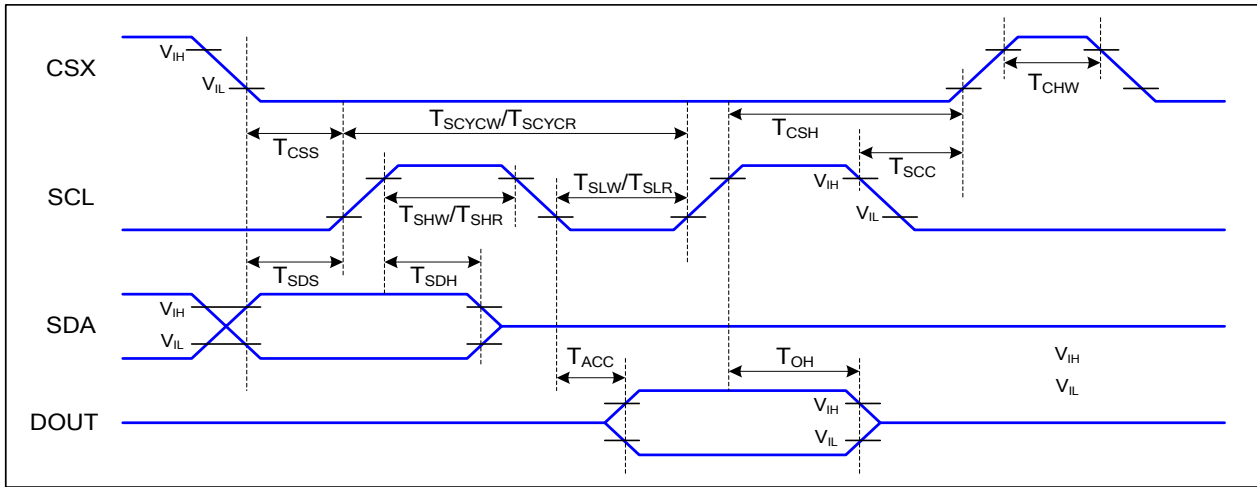 CSX
VIH
VIL
TCHW
TSCYCW/TSCYCR
TCSH
TCSS
TSCC
SCL
TSLW/TSLR
VIH
TSHW/TSHR
VIL
TSDS
TSDH
SDA
VIH
VIL
TACC
TOH
VIH
VIL
DOUT
VIH
VIL